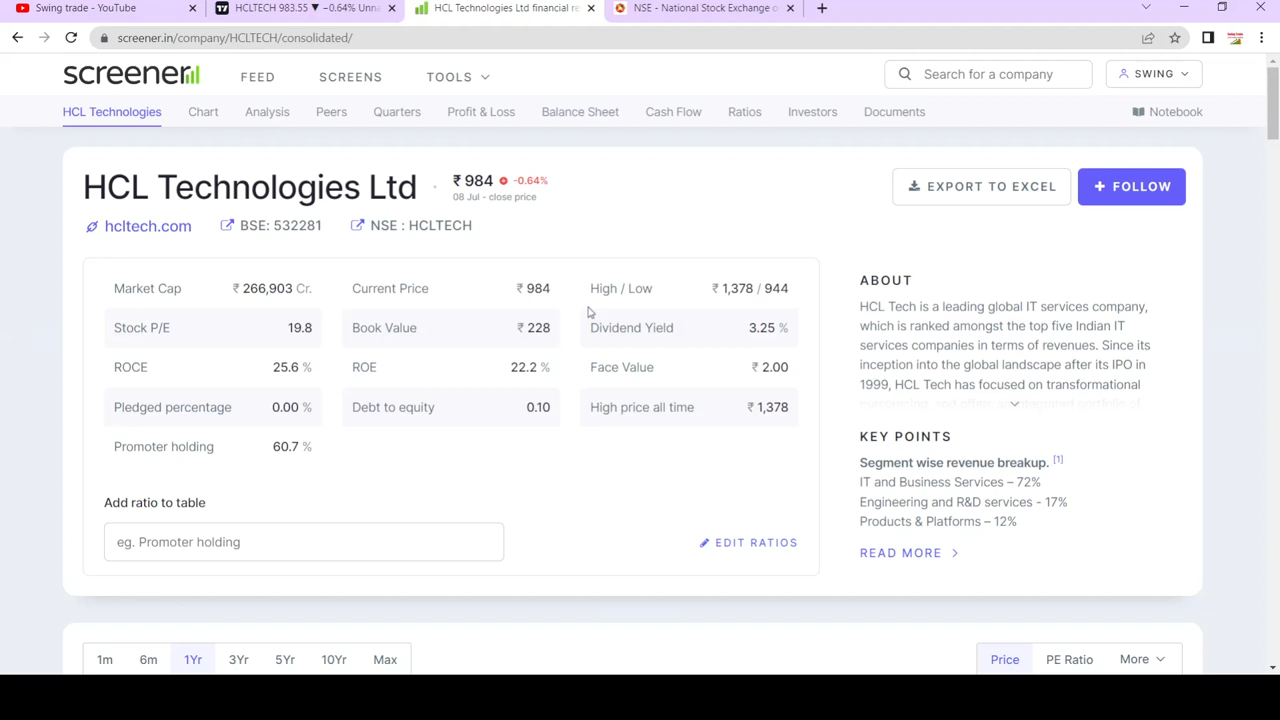 Swing trade - YouTube
HCLTECH 983.55 ▼ −0.64% Unna
HCL Technologies Ltd financial re
NSE - National Stock Exchange o
screener.in/company/HCLTECH/consolidated/
screener
FEED
SCREENS
TOOLS
Search for a company
SWING
HCL Technologies
Chart
Analysis
Peers
Quarters
Profit & Loss
Balance Sheet
Cash Flow
Ratios
Investors
Documents
Notebook
HCL Technologies Ltd
₹ 984 -0.64%
08 Jul - close price
EXPORT TO EXCEL
+ FOLLOW
hcltech.com
BSE: 532281
NSE : HCLTECH
Market Cap ₹ 266,903 Cr.
Current Price ₹ 984
High / Low ₹ 1,378 / 944
Stock P/E 19.8
Book Value ₹ 228
Dividend Yield 3.25 %
ROCE 25.6 %
ROE 22.2 %
Face Value ₹ 2.00
Pledged percentage 0.00 %
Debt to equity 0.10
High price all time ₹ 1,378
Promoter holding 60.7 %
Add ratio to table
eg. Promoter holding
EDIT RATIOS
ABOUT
HCL Tech is a leading global IT services company,
which is ranked amongst the top five Indian IT
services companies in terms of revenues. Since its
inception into the global landscape after its IPO in
1999, HCL Tech has focused on transformational
outsourcing, and offers an integrated portfolio of
KEY POINTS
Segment wise revenue breakup. [1]
IT and Business Services – 72%
Engineering and R&D services - 17%
Products & Platforms – 12%
READ MORE
1m
6m
1Yr
3Yr
5Yr
10Yr
Max
Price
PE Ratio
More